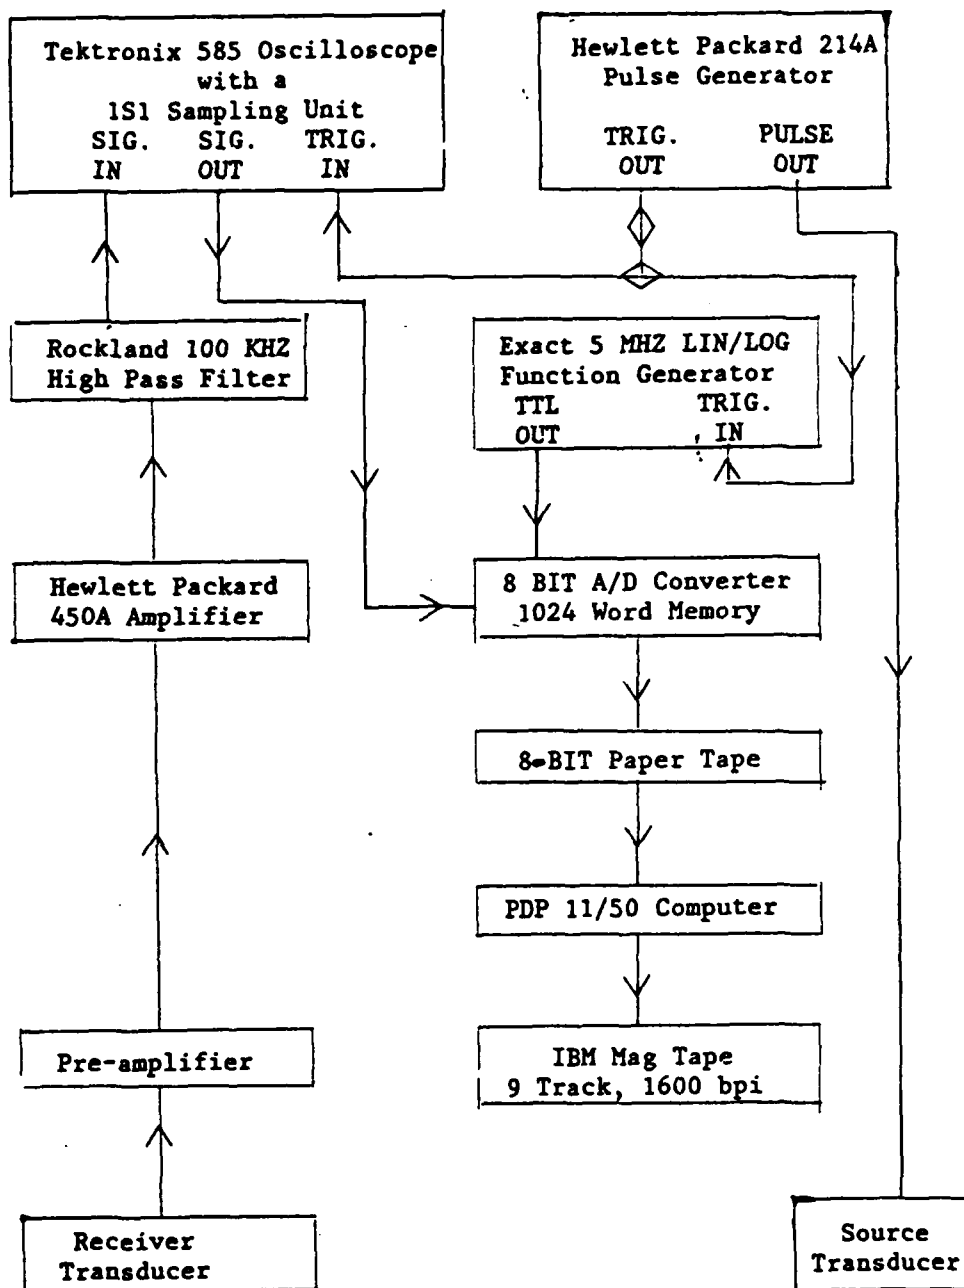 Tektronix 585 Oscilloscope
with a
1S1 Sampling Unit
SIG. SIG. TRIG.
IN OUT IN
Hewlett Packard 214A
Pulse Generator
TRIG. PULSE
OUT OUT
Rockland 100 KHZ
High Pass Filter
Exact 5 MHZ LIN/LOG
Function Generator
TTL TRIG.
OUT IN
Hewlett Packard
450A Amplifier
8 BIT A/D Converter
1024 Word Memory
8-BIT Paper Tape
PDP 11/50 Computer
Pre-amplifier
IBM Mag Tape
9 Track, 1600 bpi
Receiver
Transducer
Source
Transducer